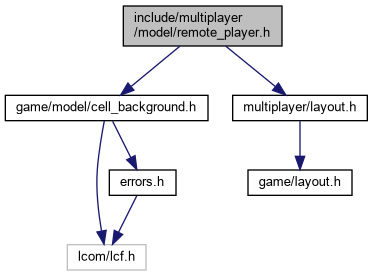 include/multiplayer
/model/remote_player.h
game/model/cell_background.h
multiplayer/layout.h
errors.h
game/layout.h
lcom/lcf.h